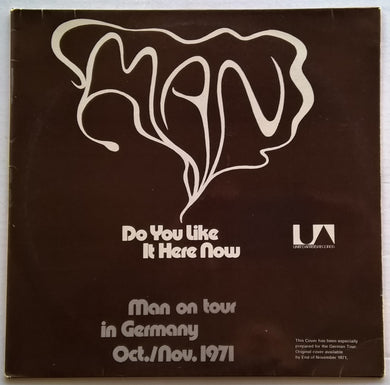 MAN
Do You Like
It Here Now
UA
UNITED ARTISTS RECORDS
Man on tour
in Germany
Oct./Nov. 1971
This Cover has been especially
prepared for the German Tour.
Original cover available
by End of November 1971.